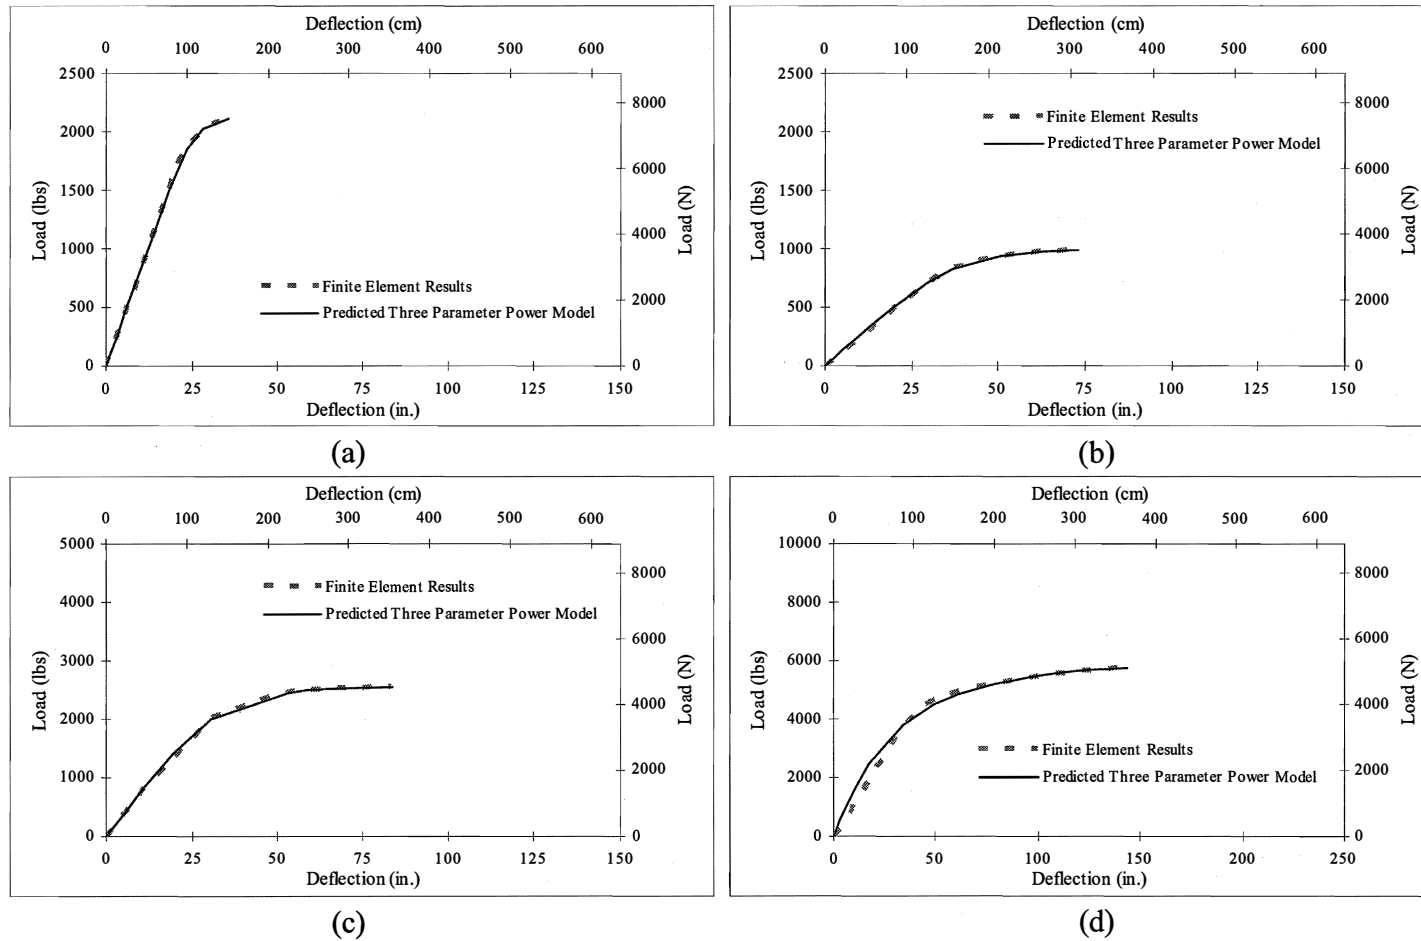 Deflection (cm)
0 100 200 300 400 500 600
2500
2000
1500
1000
500
0
Load (lbs)
8000
6000
4000
2000
0
Load (N)
Finite Element Results
Predicted Three Parameter Power Model
0 25 50 75 100 125 150
Deflection (in.)
(a)
Deflection (cm)
0 100 200 300 400 500 600
2500
2000
1500
1000
500
0
Load (lbs)
8000
6000
4000
2000
0
Load (N)
Finite Element Results
Predicted Three Parameter Power Model
0 25 50 75 100 125 150
Deflection (in.)
(b)
Deflection (cm)
0 100 200 300 400 500 600
5000
4000
3000
2000
1000
0
Load (lbs)
8000
6000
4000
2000
0
Load (N)
Finite Element Results
Predicted Three Parameter Power Model
0 25 50 75 100 125 150
Deflection (in.)
(c)
Deflection (cm)
0 100 200 300 400 500 600
10000
8000
6000
4000
2000
0
Load (lbs)
8000
6000
4000
2000
0
Load (N)
Finite Element Results
Predicted Three Parameter Power Model
0 50 100 150 200 250
Deflection (in.)
(d)